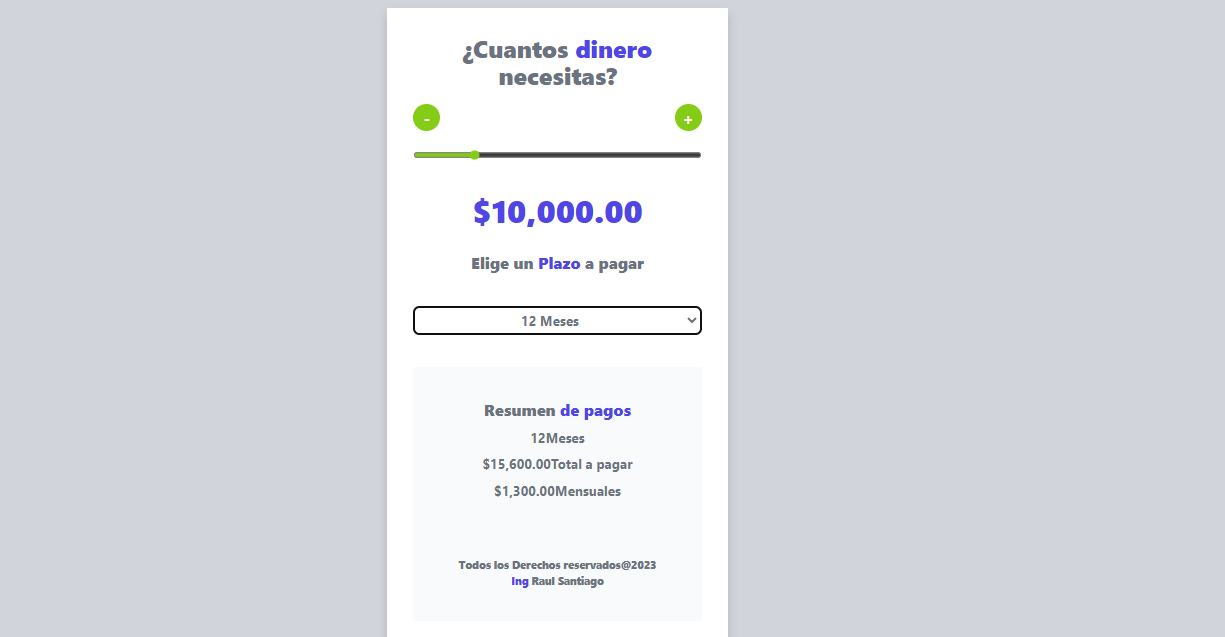 ¿Cuantos dinero
necesitas?
-
+
$10,000.00
Elige un Plazo a pagar
12 Meses
Resumen de pagos
12Meses
$15,600.00Total a pagar
$1,300.00Mensuales
Todos los Derechos reservados@2023
Ing Raul Santiago